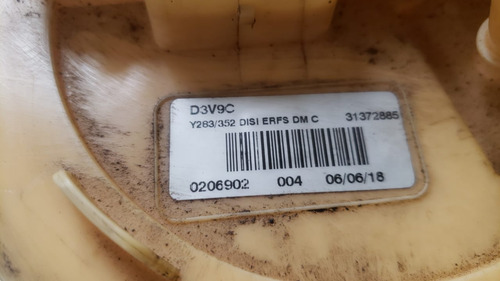 D3V9C
Y283/352 DISI ERFS DM C 31372885
0206902 004 06/06/18